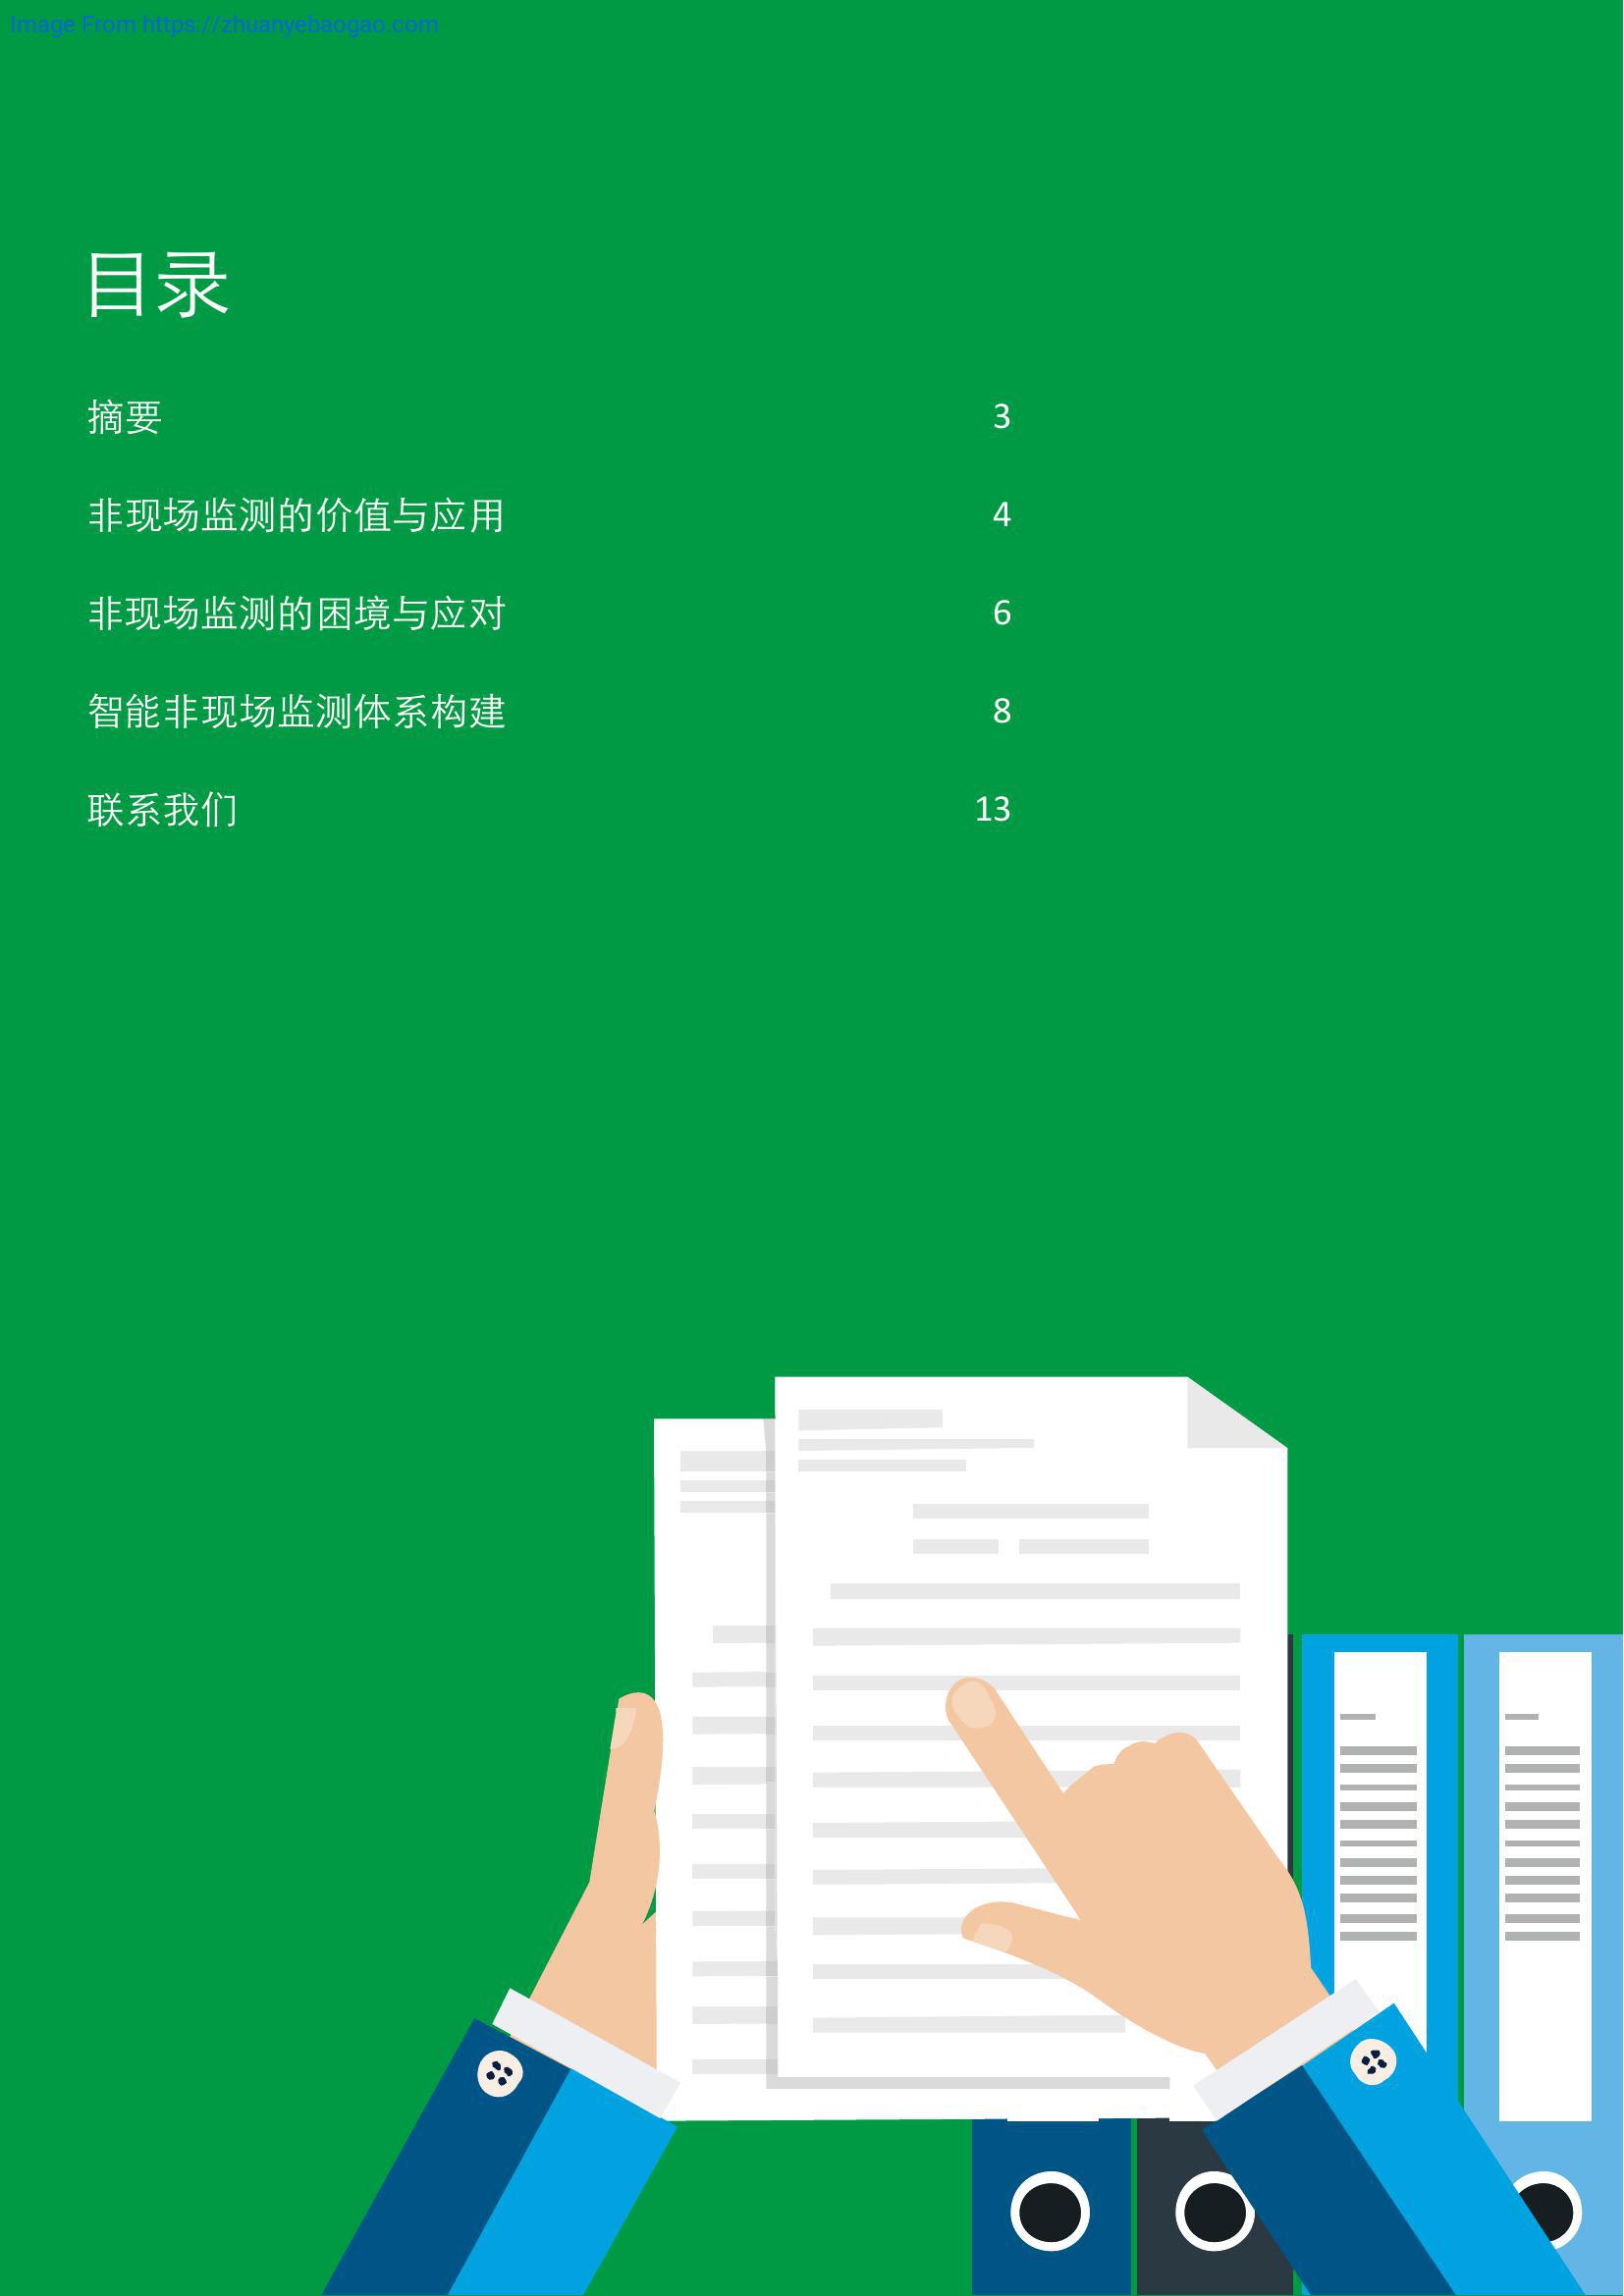 Image From https://zhuanyebaogao.com
目录
摘要 3
非现场监测的价值与应用 4
非现场监测的困境与应对 6
智能非现场监测体系构建 8
联系我们 13